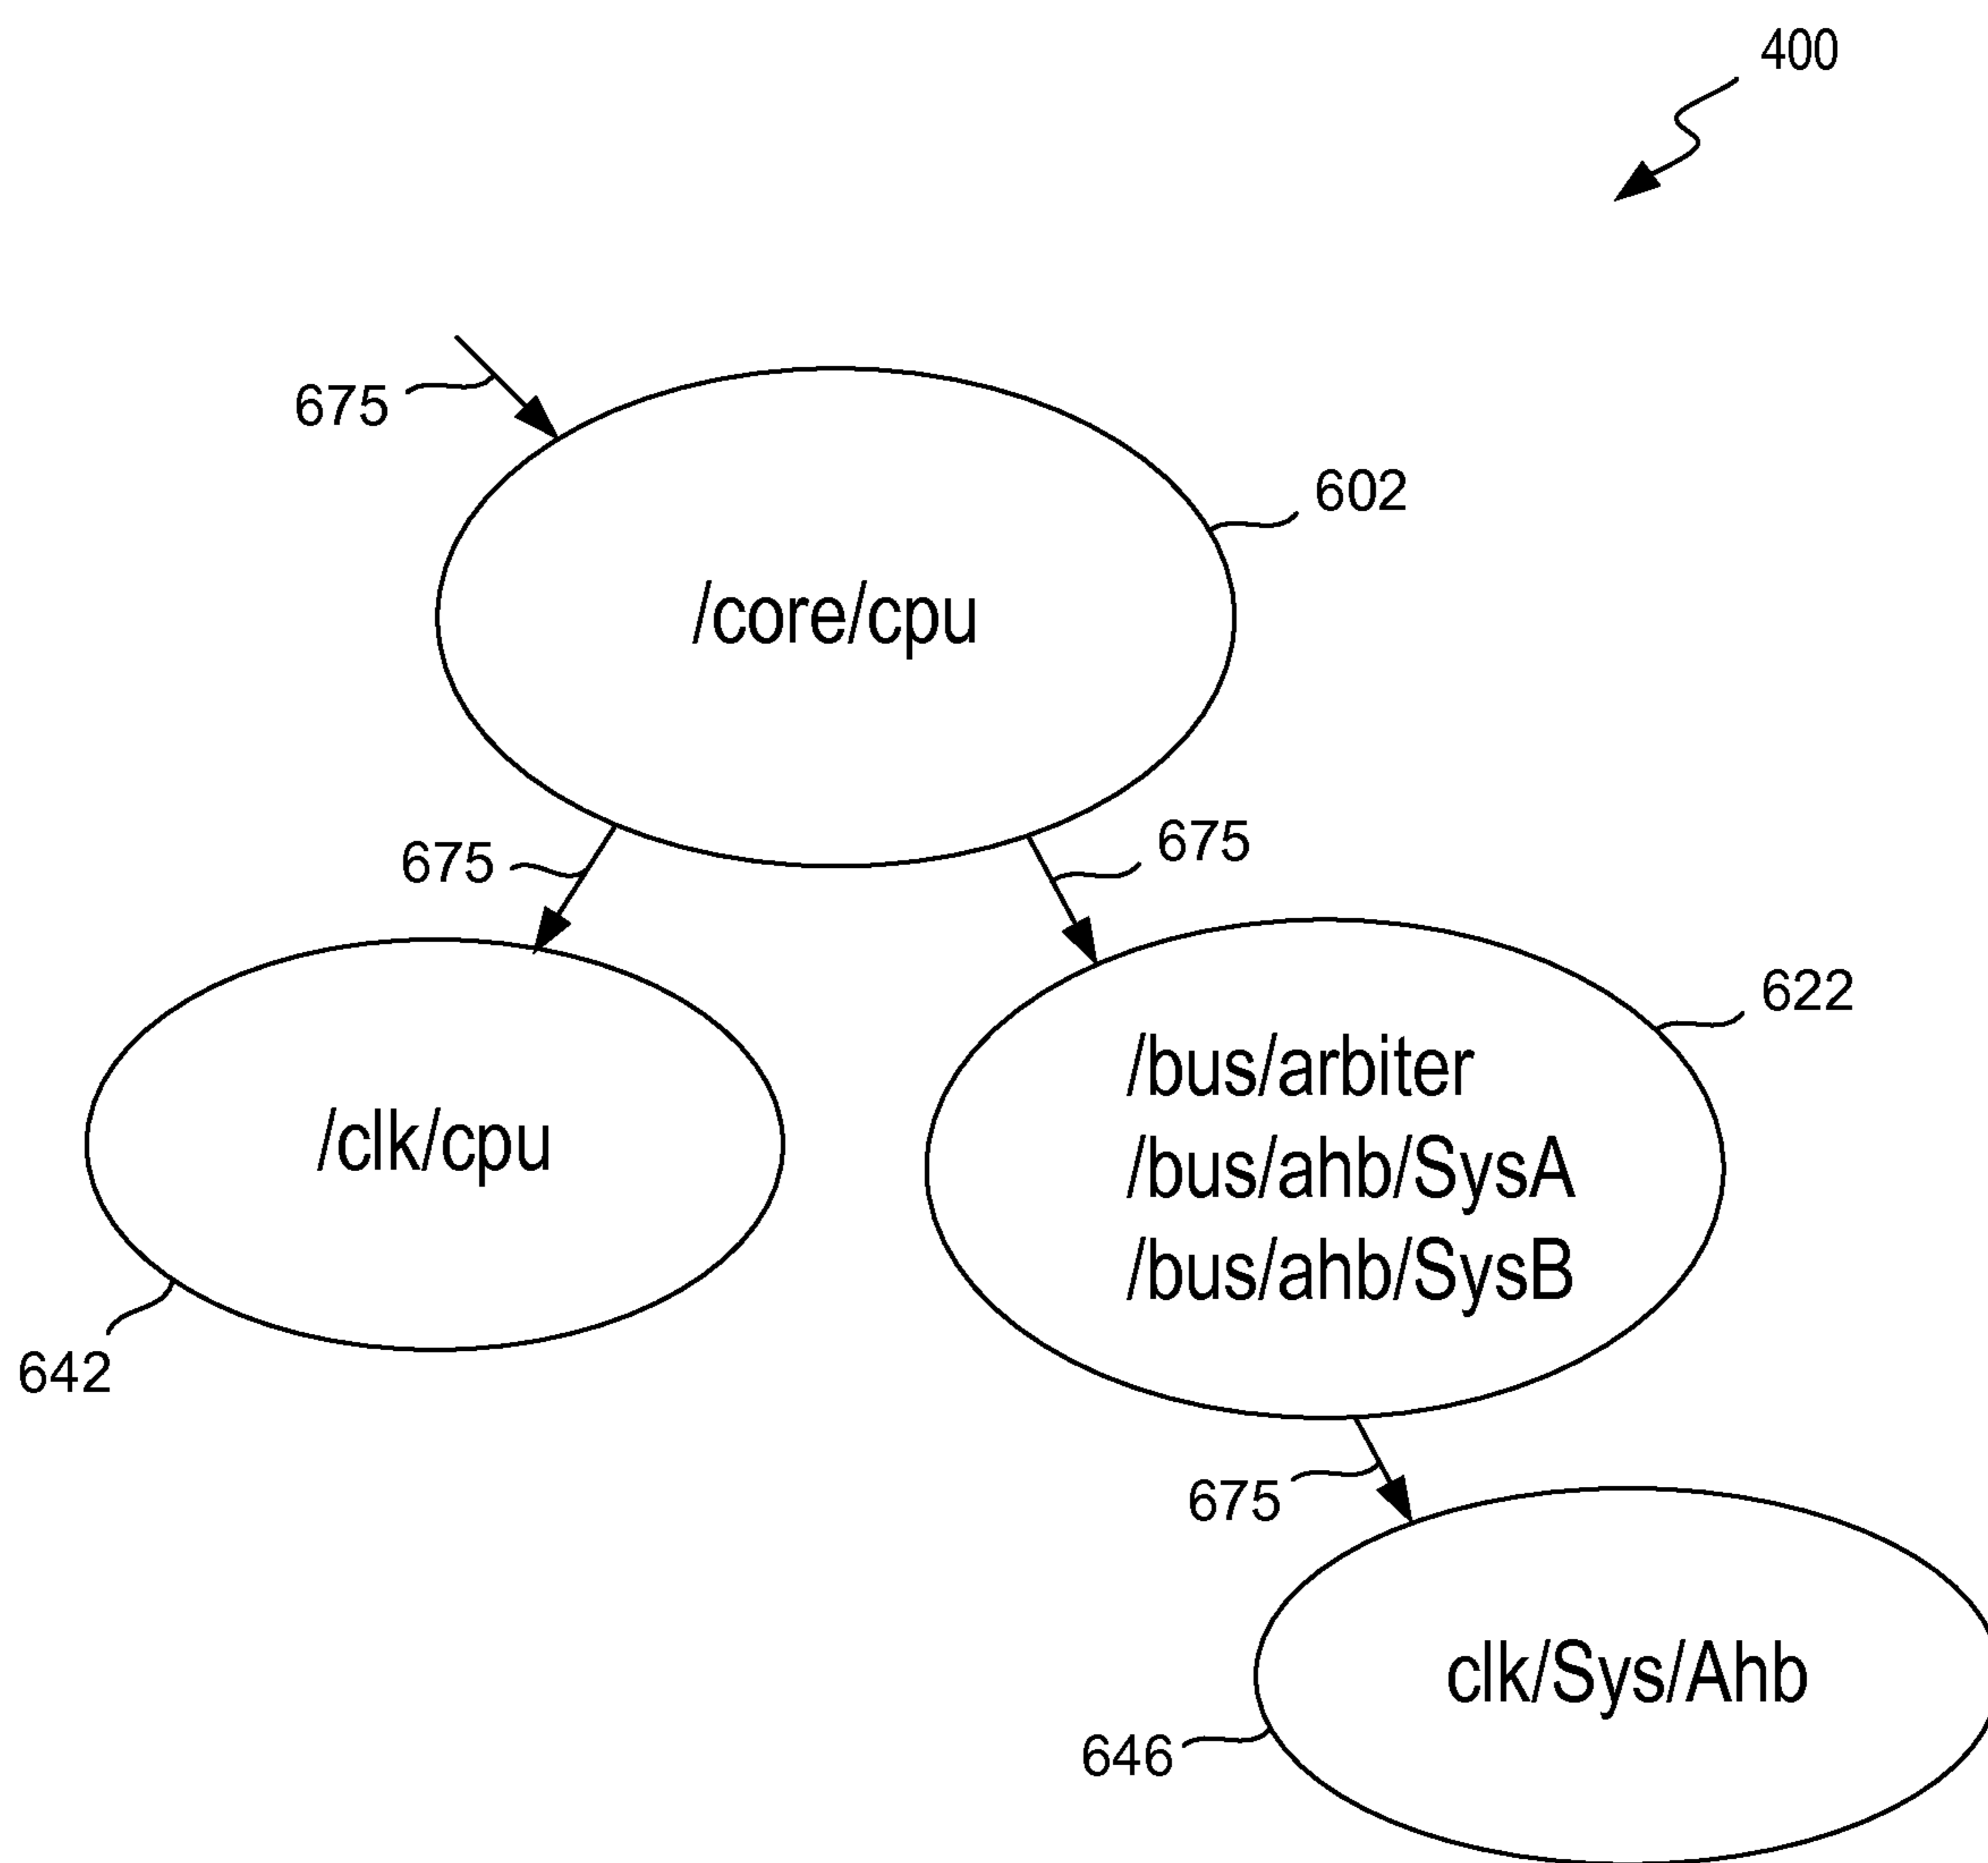 400
675
602
/core/cpu
675
675
622
/bus/arbiter
/clk/cpu
/bus/ahb/SysA
/bus/ahb/SysB
642
675
clk/Sys/Ahb
646